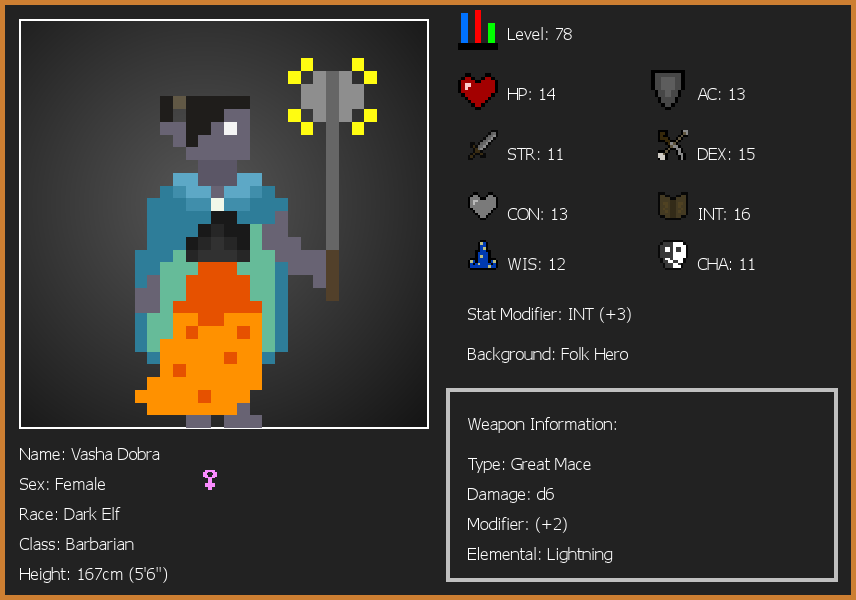 Level: 78
HP: 14
AC: 13
STR: 11
DEX: 15
CON: 13
INT: 16
WIS: 12
CHA: 11
Stat Modifier: INT (+3)
Background: Folk Hero
Weapon Information:
Type: Great Mace
Damage: d6
Modifier: (+2)
Elemental: Lightning
Name: Vasha Dobra
Sex: Female
Race: Dark Elf
Class: Barbarian
Height: 167cm (5'6")